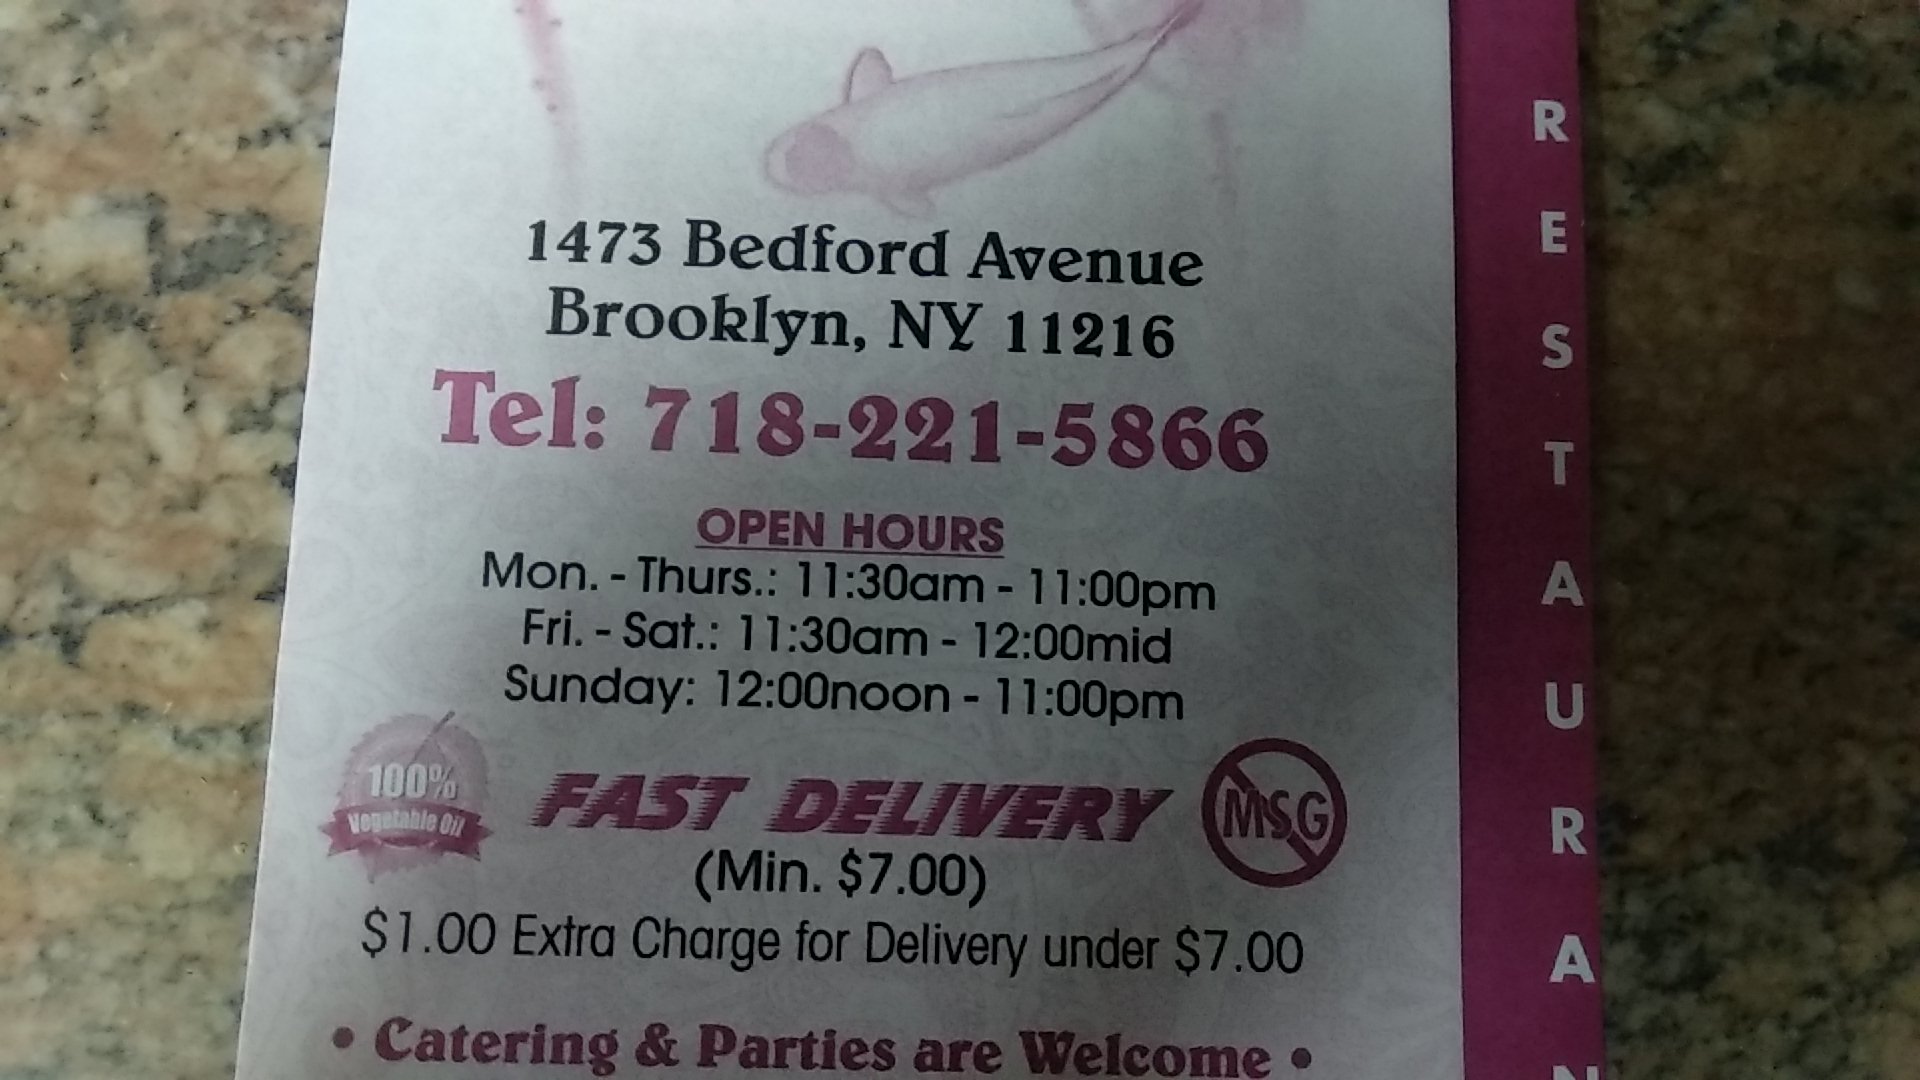 1473 Bedford Avenue
Brooklyn, NY 11216
Tel: 718-221-5866
OPEN HOURS
Mon. - Thurs.: 11:30am - 11:00pm
Fri. - Sat.: 11:30am - 12:00mid
Sunday: 12:00noon - 11:00pm
100%
Vegetable Oil
FAST DELIVERY
MSG
(Min. $7.00)
$1.00 Extra Charge for Delivery under $7.00
• Catering & Parties are Welcome •
RESTAURAN